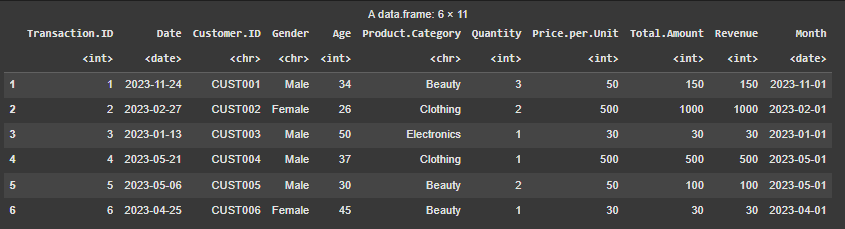 A data.frame: 6 × 11
Transaction.ID Date Customer.ID Gender Age Product.Category Quantity Price.per.Unit Total.Amount Revenue Month
<int> <date> <chr> <chr> <int> <chr> <int> <int> <int> <int> <date>
1 1 2023-11-24 CUST001 Male 34 Beauty 3 50 150 150 2023-11-01
2 2 2023-02-27 CUST002 Female 26 Clothing 2 500 1000 1000 2023-02-01
3 3 2023-01-13 CUST003 Male 50 Electronics 1 30 30 30 2023-01-01
4 4 2023-05-21 CUST004 Male 37 Clothing 1 500 500 500 2023-05-01
5 5 2023-05-06 CUST005 Male 30 Beauty 2 50 100 100 2023-05-01
6 6 2023-04-25 CUST006 Female 45 Beauty 1 30 30 30 2023-04-01